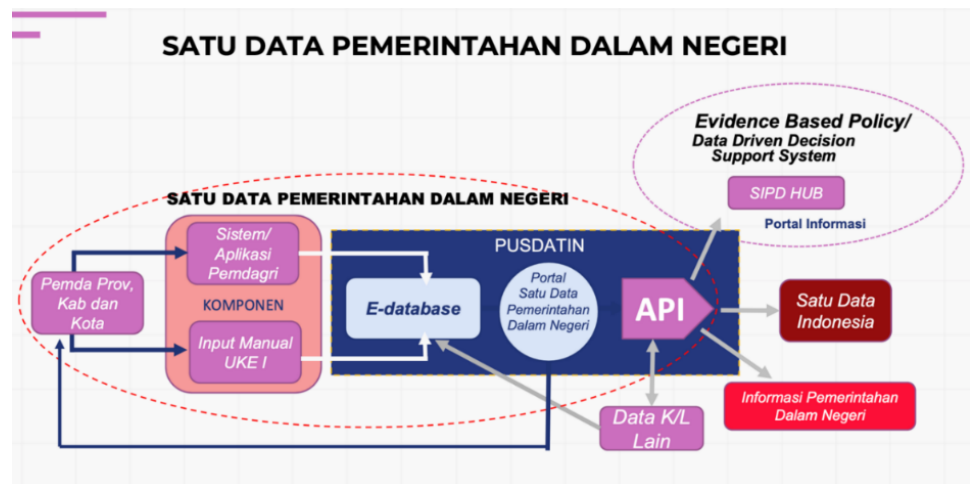 SATU DATA PEMERINTAHAN DALAM NEGERI
Evidence Based Policy/
Data Driven Decision
Support System
SIPD HUB
Portal Informasi
SATU DATA PEMERINTAHAN DALAM NEGERI
Pemda Prov,
Kab dan
Kota
Sistem/
Aplikasi
Pemdagri
KOMPONEN
Input Manual
UKE I
PUSDATIN
E-database
Portal
Satu Data
Pemerintahan
Dalam Negeri
API
Satu Data
Indonesia
Informasi Pemerintahan
Dalam Negeri
Data K/L
Lain